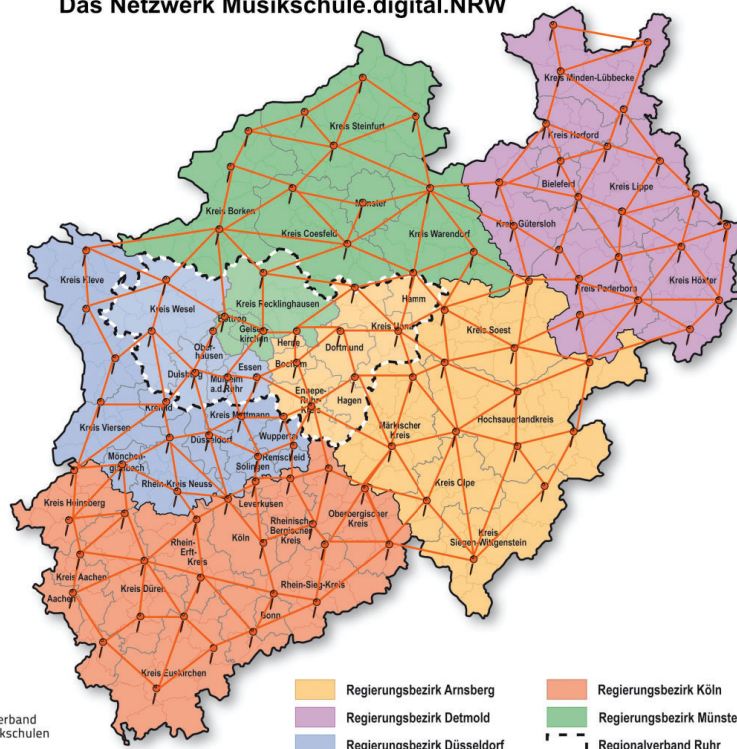 Das Netzwerk Musikschule.digital.NRW
Kreis Minden-Lübbecke
Kreis Steinfurt
Kreis Herford
Bielefeld
Kreis Lippe
Kreis Borken
Münster
Kreis Coesfeld
Kreis Warendorf
Kreis Gütersloh
Kreis Kleve
Kreis Wesel
Kreis Recklinghausen
Hamm
Kreis Paderborn
Kreis Höxter
Bottrop
Gelsen-
kirchen
Kreis Unna
Kreis Soest
Ober-
hausen
Herne
Dortmund
Essen
Bochum
Duisburg
Mülheim
a.d.Ruhr
Ennepe-
Ruhr-
Kreis
Hagen
Krefeld
Kreis Mettmann
Kreis Viersen
Düsseldorf
Wuppertal
Märkischer
Kreis
Hochsauerlandkreis
Mönchen-
gladbach
Remscheid
Solingen
Rhein-Kreis Neuss
Kreis Olpe
Kreis Heinsberg
Leverkusen
Oberbergischer
Kreis
Rhein-
Erft-
Kreis
Köln
Rheinisch-
Bergischer
Kreis
Kreis
Siegen-Wittgenstein
Kreis Aachen
Aachen
Kreis Düren
Rhein-Sieg-Kreis
Bonn
Kreis Euskirchen
Regierungsbezirk Arnsberg
Regierungsbezirk Köln
Regierungsbezirk Detmold
Regierungsbezirk Münste
Regierungsbezirk Düsseldorf
Regionalverband Ruhr
erband
kschulen